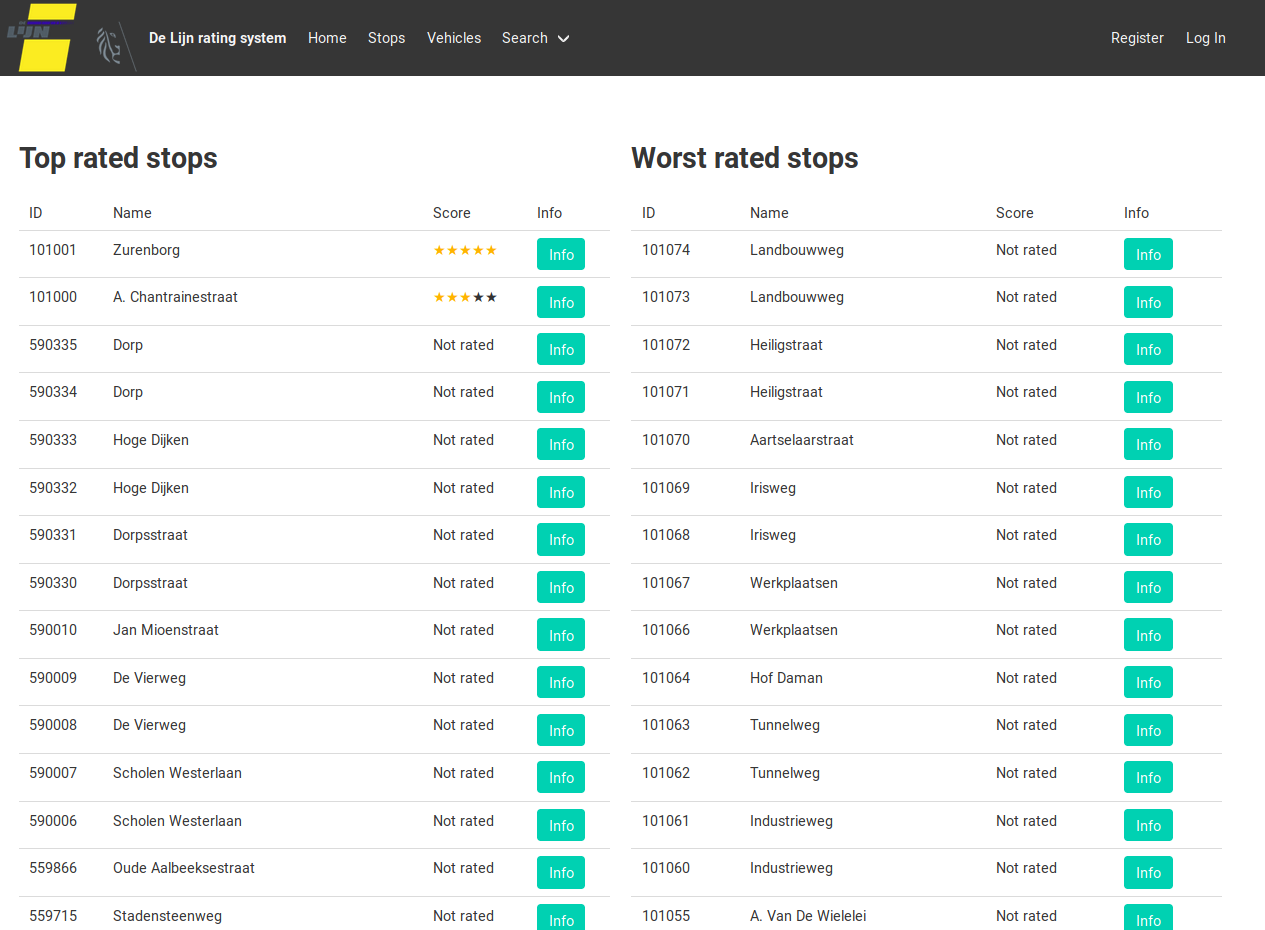 LiJN
De Lijn rating system Home Stops Vehicles Search Register Log In
Top rated stops
ID Name Score Info
101001 Zurenborg ★★★★★ Info
101000 A. Chantrainestraat ★★★★★ Info
590335 Dorp Not rated Info
590334 Dorp Not rated Info
590333 Hoge Dijken Not rated Info
590332 Hoge Dijken Not rated Info
590331 Dorpsstraat Not rated Info
590330 Dorpsstraat Not rated Info
590010 Jan Mioenstraat Not rated Info
590009 De Vierweg Not rated Info
590008 De Vierweg Not rated Info
590007 Scholen Westerlaan Not rated Info
590006 Scholen Westerlaan Not rated Info
559866 Oude Aalbeeksestraat Not rated Info
559715 Stadensteenweg Not rated Info
Worst rated stops
ID Name Score Info
101074 Landbouwweg Not rated Info
101073 Landbouwweg Not rated Info
101072 Heiligstraat Not rated Info
101071 Heiligstraat Not rated Info
101070 Aartselaarstraat Not rated Info
101069 Irisweg Not rated Info
101068 Irisweg Not rated Info
101067 Werkplaatsen Not rated Info
101066 Werkplaatsen Not rated Info
101064 Hof Daman Not rated Info
101063 Tunnelweg Not rated Info
101062 Tunnelweg Not rated Info
101061 Industrieweg Not rated Info
101060 Industrieweg Not rated Info
101055 A. Van De Wielelei Not rated Info